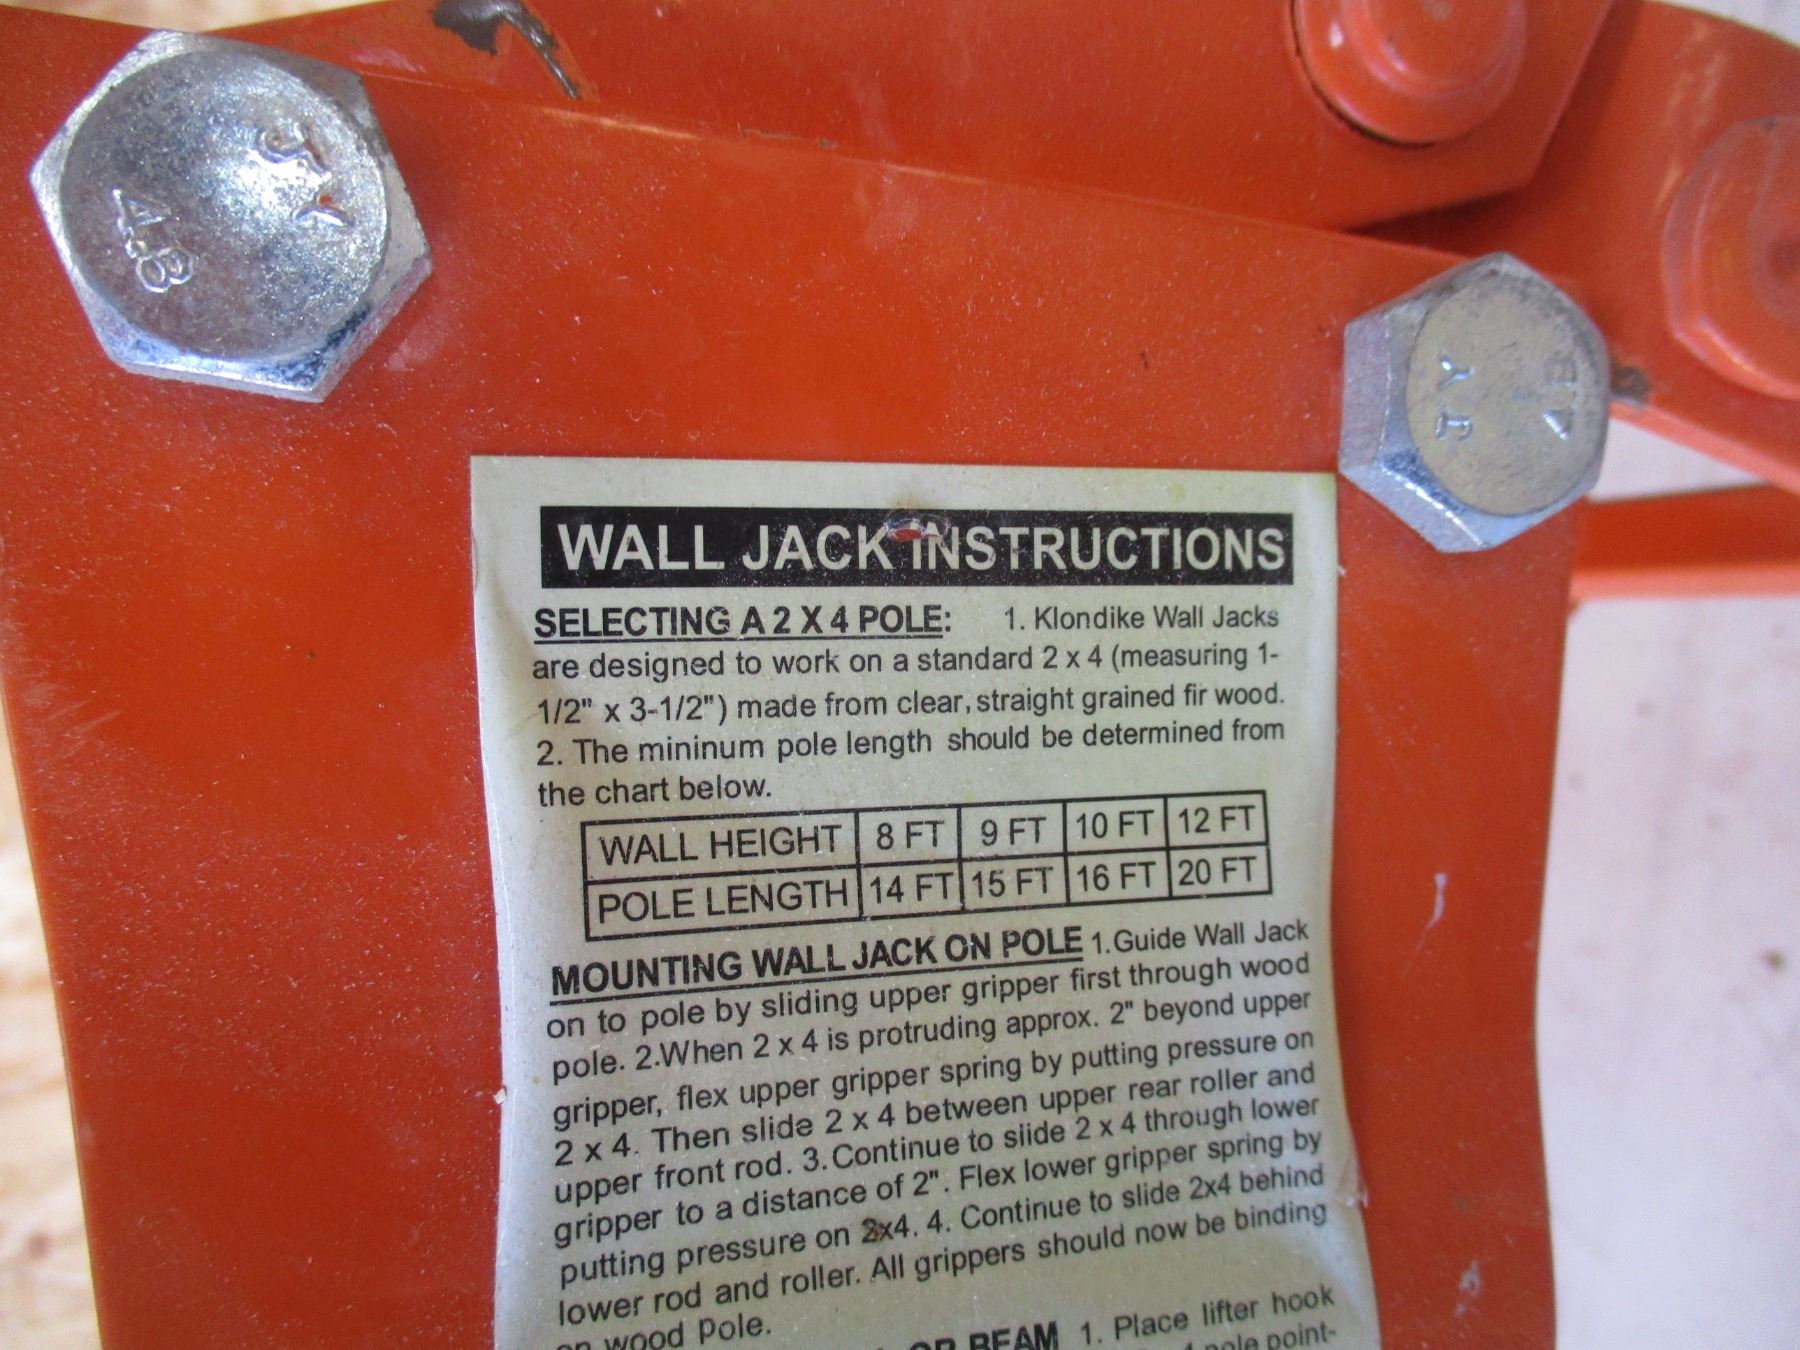 JY
4.8
JY
4.8
WALL JACK INSTRUCTIONS
SELECTING A 2 X 4 POLE: 1. Klondike Wall Jacks
are designed to work on a standard 2 x 4 (measuring 1-
1/2" x 3-1/2") made from clear, straight grained fir wood.
2. The mininum pole length should be determined from
the chart below.
WALL HEIGHT 8 FT 9 FT 10 FT 12 FT
POLE LENGTH 14 FT 15 FT 16 FT 20 FT
MOUNTING WALL JACK ON POLE 1.Guide Wall Jack
on to pole by sliding upper gripper first through wood
pole. 2.When 2 x 4 is protruding approx. 2" beyond upper
gripper, flex upper gripper spring by putting pressure on
2 x 4. Then slide 2 x 4 between upper rear roller and
upper front rod. 3.Continue to slide 2 x 4 through lower
gripper to a distance of 2". Flex lower gripper spring by
putting pressure on 2x4. 4. Continue to slide 2x4 behind
lower rod and roller. All grippers should now be binding
on wood Pole.
OR BEAM 1. Place lifter hook
pole point-